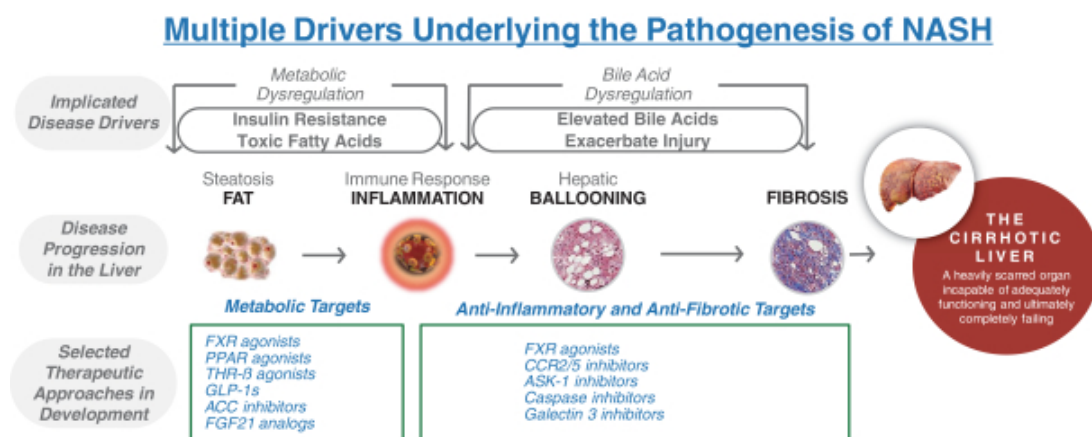 Multiple Drivers Underlying the Pathogenesis of NASH
Implicated
Disease Drivers
Metabolic
Dysregulation
Insulin Resistance
Toxic Fatty Acids
Bile Acid
Dysregulation
Elevated Bile Acids
Exacerbate Injury
Disease
Progression
in the Liver
Steatosis
FAT
Immune Response
INFLAMMATION
Hepatic
BALLOONING
FIBROSIS
THE
CIRRHOTIC
LIVER
A heavily scarred organ
incapable of adequately
functioning and ultimately
completely failing
Selected
Therapeutic
Approaches in
Development
Metabolic Targets
FXR agonists
PPAR agonists
THR-ß agonists
GLP-1s
ACC inhibitors
FGF21 analogs
Anti-Inflammatory and Anti-Fibrotic Targets
FXR agonists
CCR2/5 inhibitors
ASK-1 inhibitors
Caspase inhibitors
Galectin 3 inhibitors